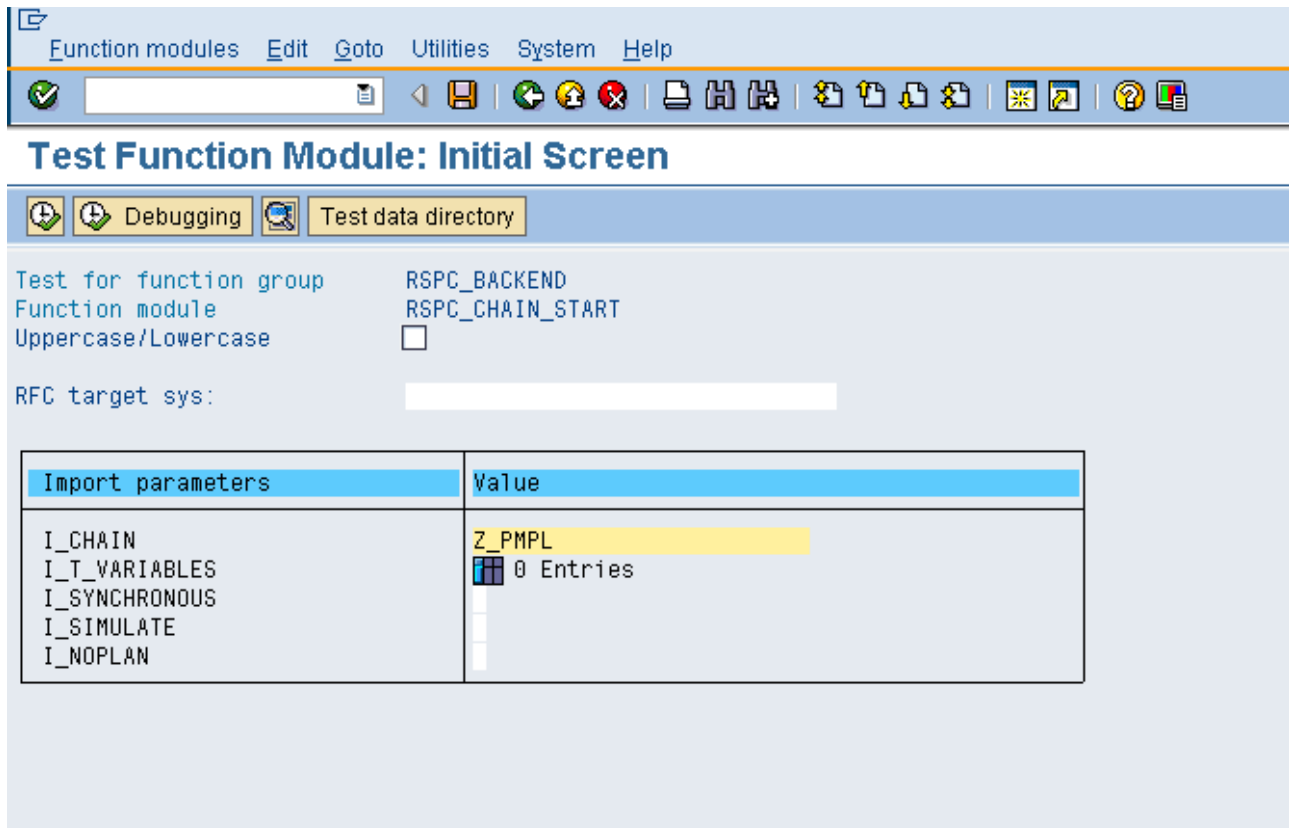 Function modules Edit Goto Utilities System Help
Test Function Module: Initial Screen
Debugging Test data directory
Test for function group RSPC_BACKEND
Function module RSPC_CHAIN_START
Uppercase/Lowercase
RFC target sys:
Import parameters Value
I_CHAIN Z_PMPL
I_T_VARIABLES 0 Entries
I_SYNCHRONOUS
I_SIMULATE
I_NOPLAN